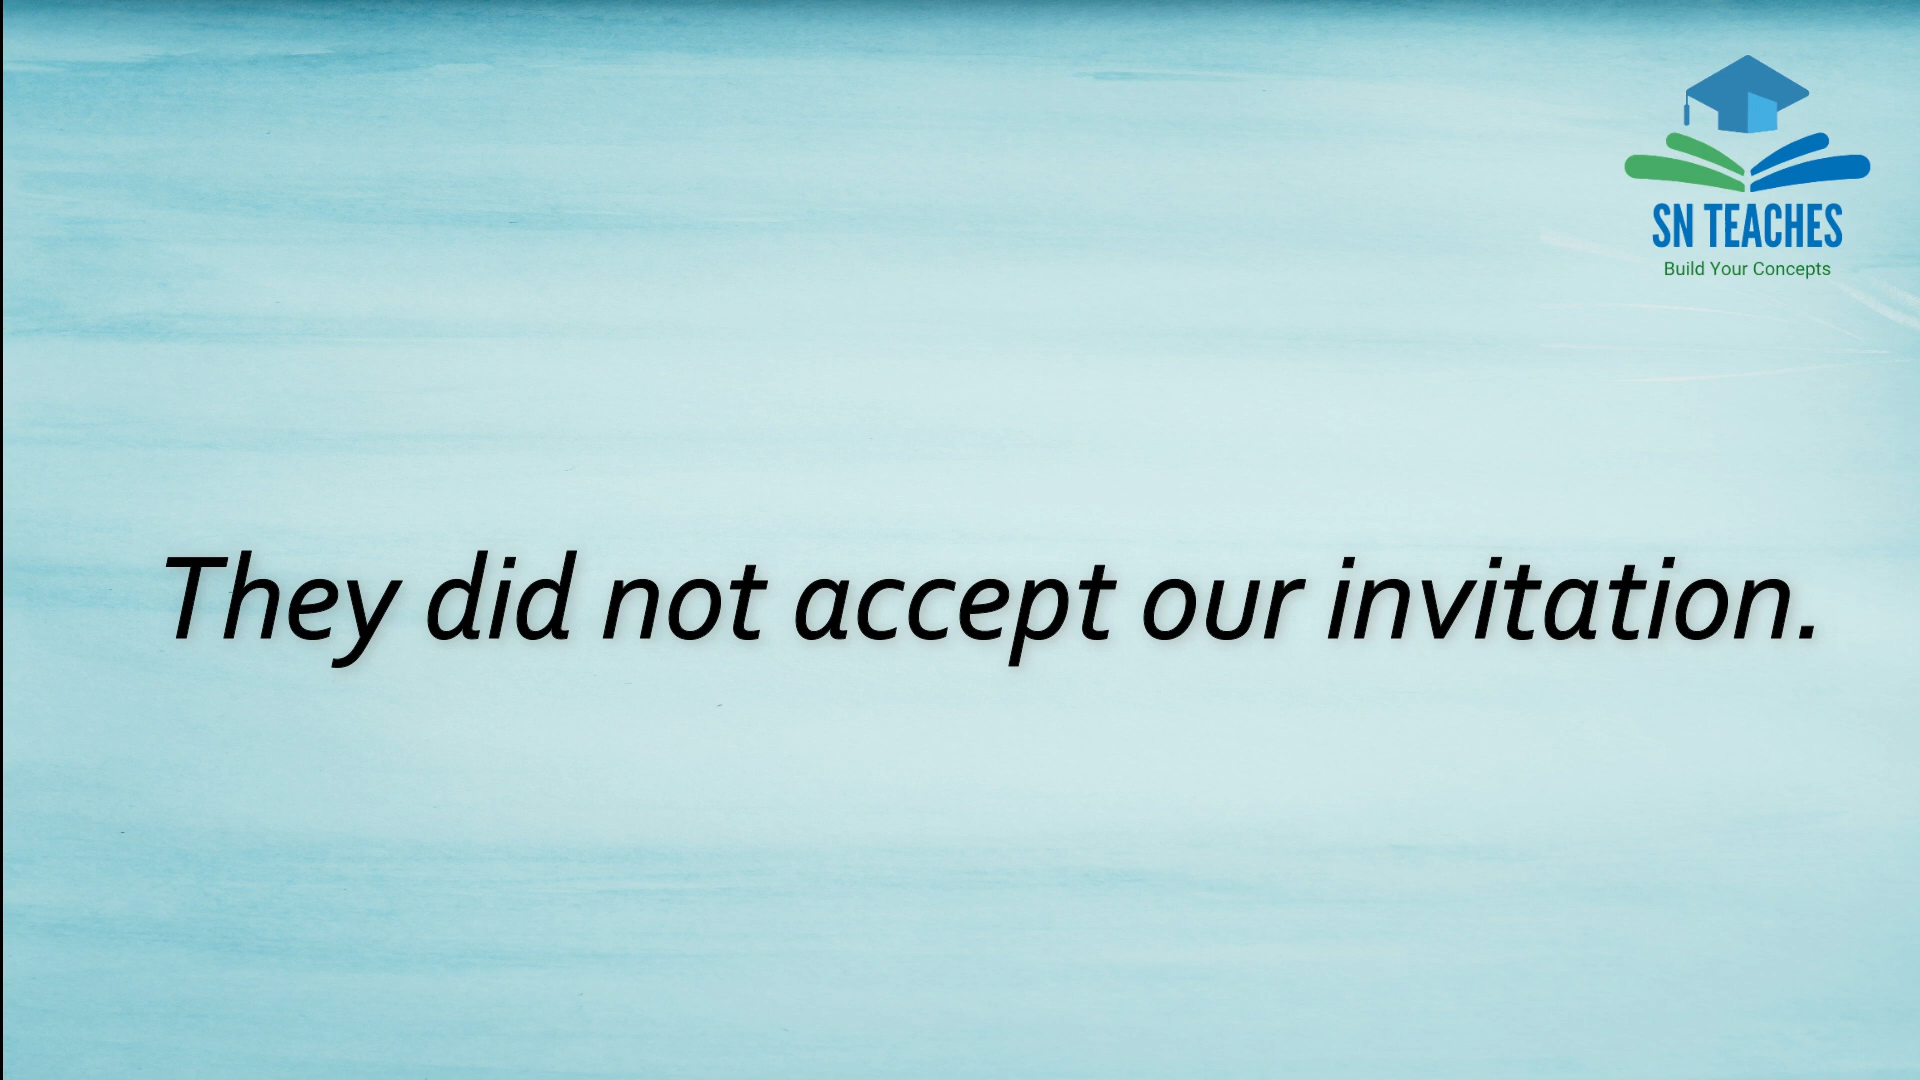 SN TEACHES
Build Your Concepts
They did not accept our invitation.